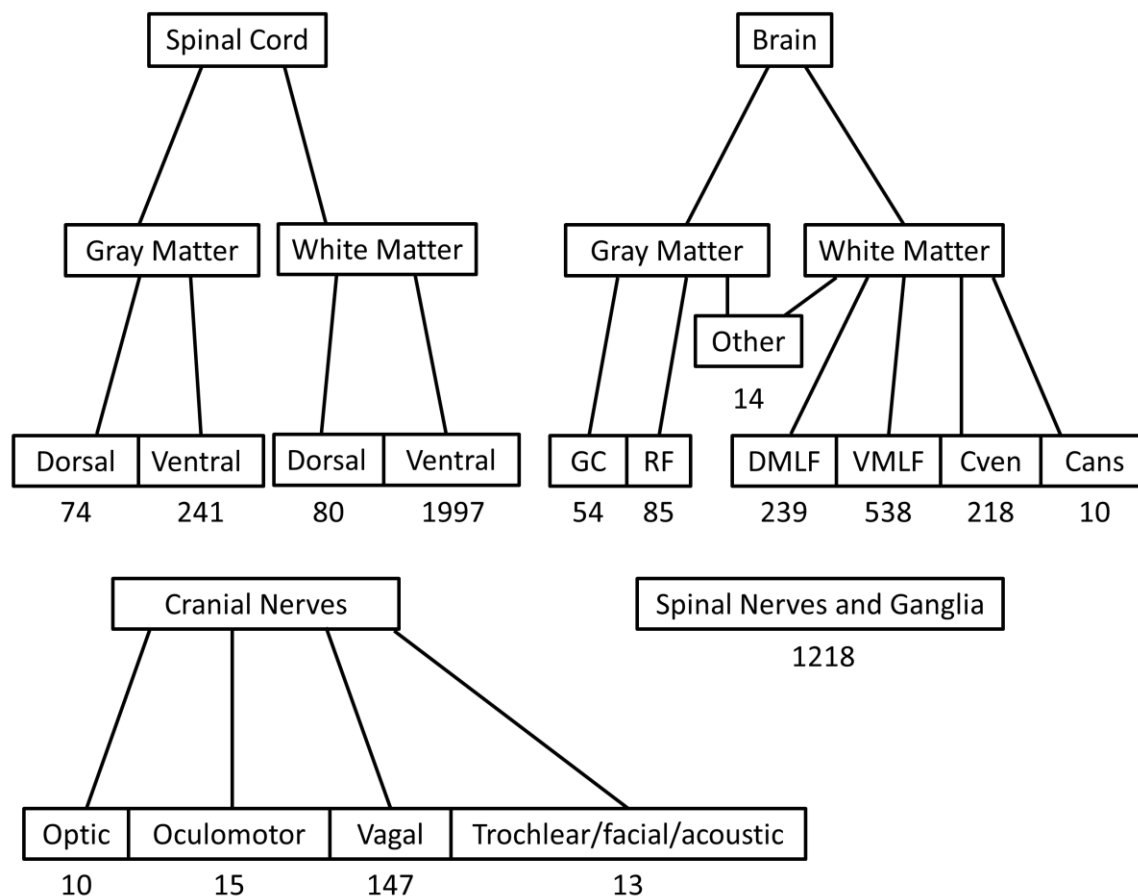 Spinal Cord
Brain
Gray Matter
White Matter
Gray Matter
White Matter
Other
14
Dorsal
Ventral
Dorsal
Ventral
GC
RF
DMLF
VMLF
Cven
Cans
74
241
80
1997
54
85
239
538
218
10
Cranial Nerves
Spinal Nerves and Ganglia
1218
Optic
Oculomotor
Vagal
Trochlear/facial/acoustic
10
15
147
13